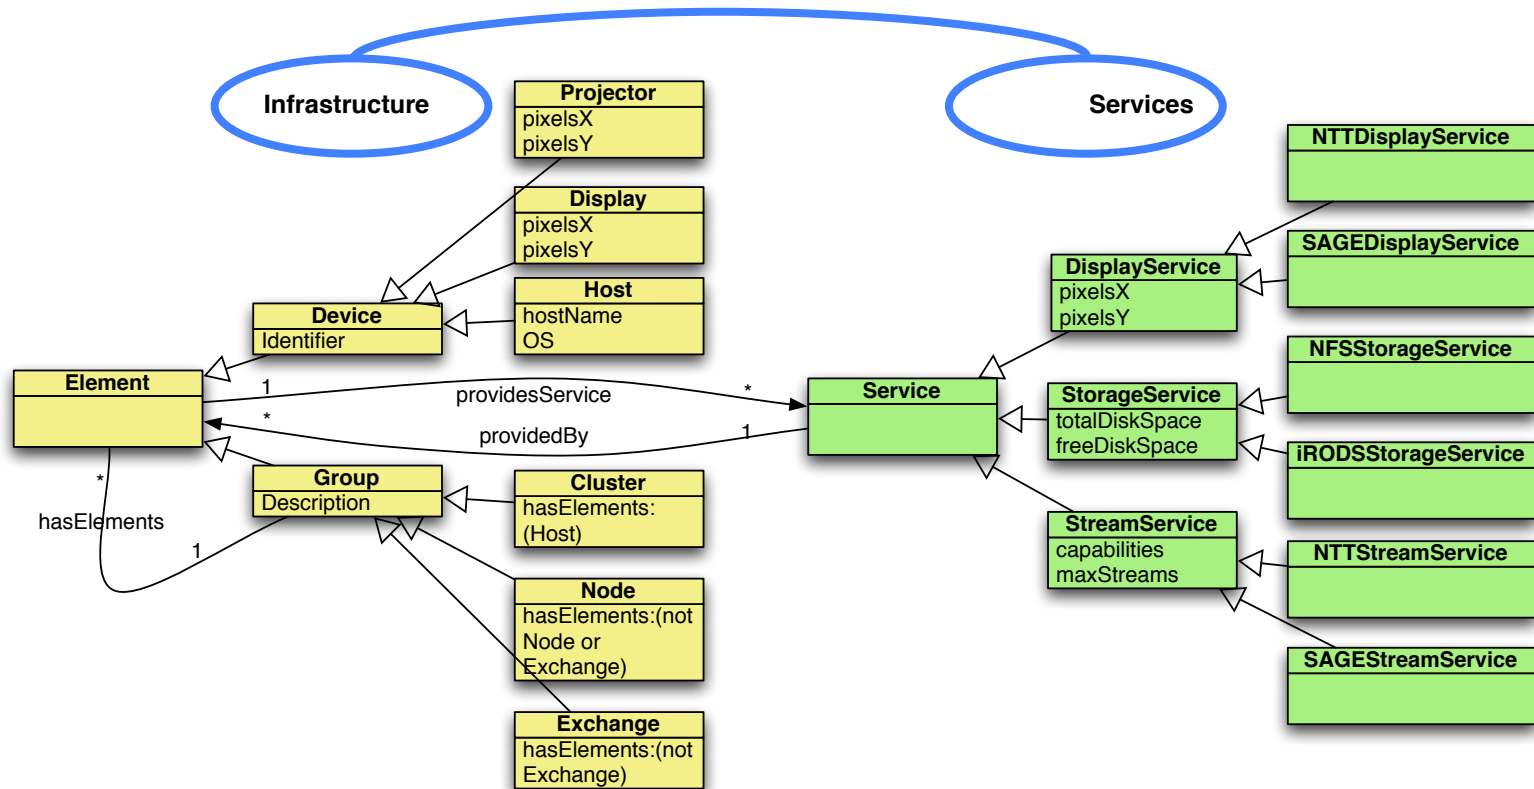 Infrastructure
Services
Projector
pixelsX
pixelsY
Display
pixelsX
pixelsY
Host
hostName
OS
Device
Identifier
Element
1
providesService
*
*
providedBy
1
*
hasElements
1
Group
Description
Cluster
hasElements:
(Host)
Node
hasElements:(not
Node or
Exchange)
Exchange
hasElements:(not
Exchange)
Service
DisplayService
pixelsX
pixelsY
StorageService
totalDiskSpace
freeDiskSpace
StreamService
capabilities
maxStreams
NTTDisplayService
SAGEDisplayService
NFSStorageService
iRODSStorageService
NTTStreamService
SAGEStreamService